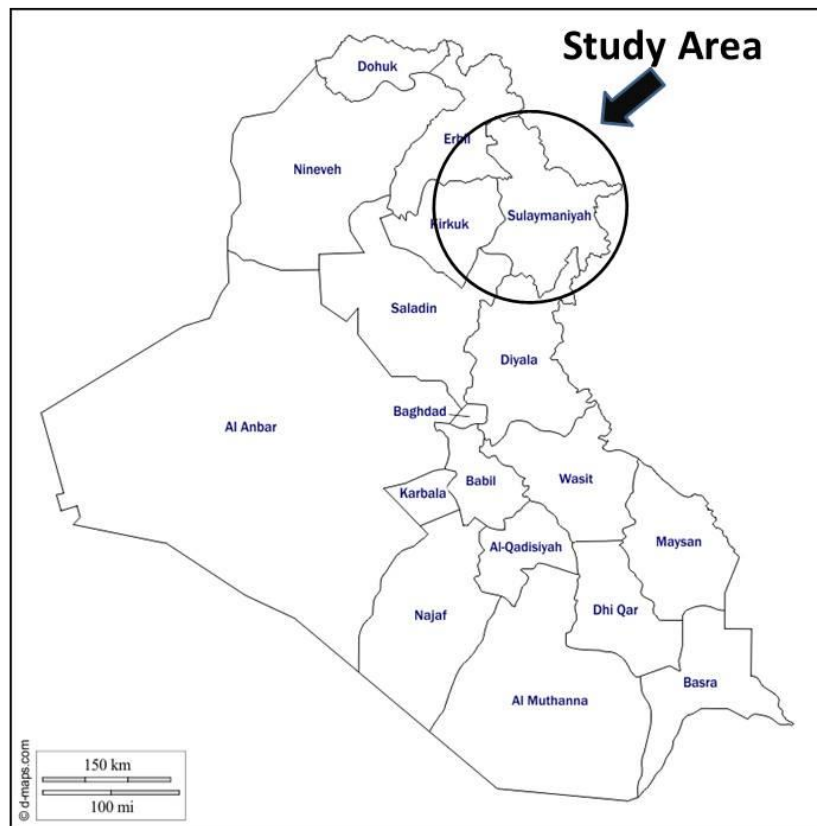 Study Area
Dohuk
Erbil
Nineveh
Sulaymaniyah
Kirkuk
Saladin
Diyala
Baghdad
Al Anbar
Babil
Wasit
Karbala
Al-Qadisiyah
Maysan
Najaf
Dhi Qar
Basra
Al Muthanna
150 km
100 mi
© d-maps.com